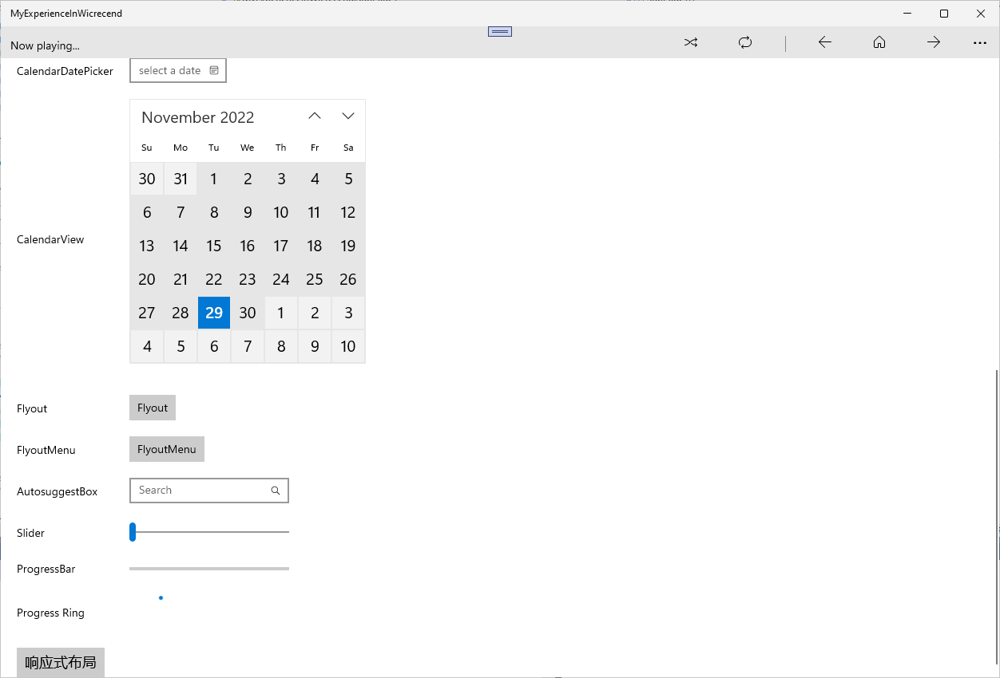 MyExperienceInWicrecend
Now playing...
CalendarDatePicker select a date
November 2022
Su Mo Tu We Th Fr Sa
30 31 1 2 3 4 5
6 7 8 9 10 11 12
13 14 15 16 17 18 19
CalendarView
20 21 22 23 24 25 26
27 28 29 30 1 2 3
4 5 6 7 8 9 10
Flyout Flyout
FlyoutMenu FlyoutMenu
AutosuggestBox Search
Slider
ProgressBar
Progress Ring
响应式布局